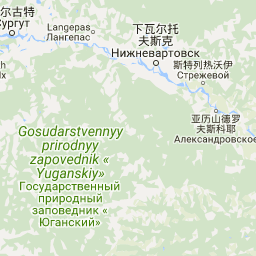 尔古特
Сургут
Langepas
Лангепас
下瓦尔托
夫斯克
Нижневартовск
斯特列热沃伊
Стрежевой
亚历山德罗
夫斯科耶
Александровское
Gosudarstvennyy
prirodnyy
zapovednik «
Yuganskiy»
Государственный
природный
заповедник «
Юганский»